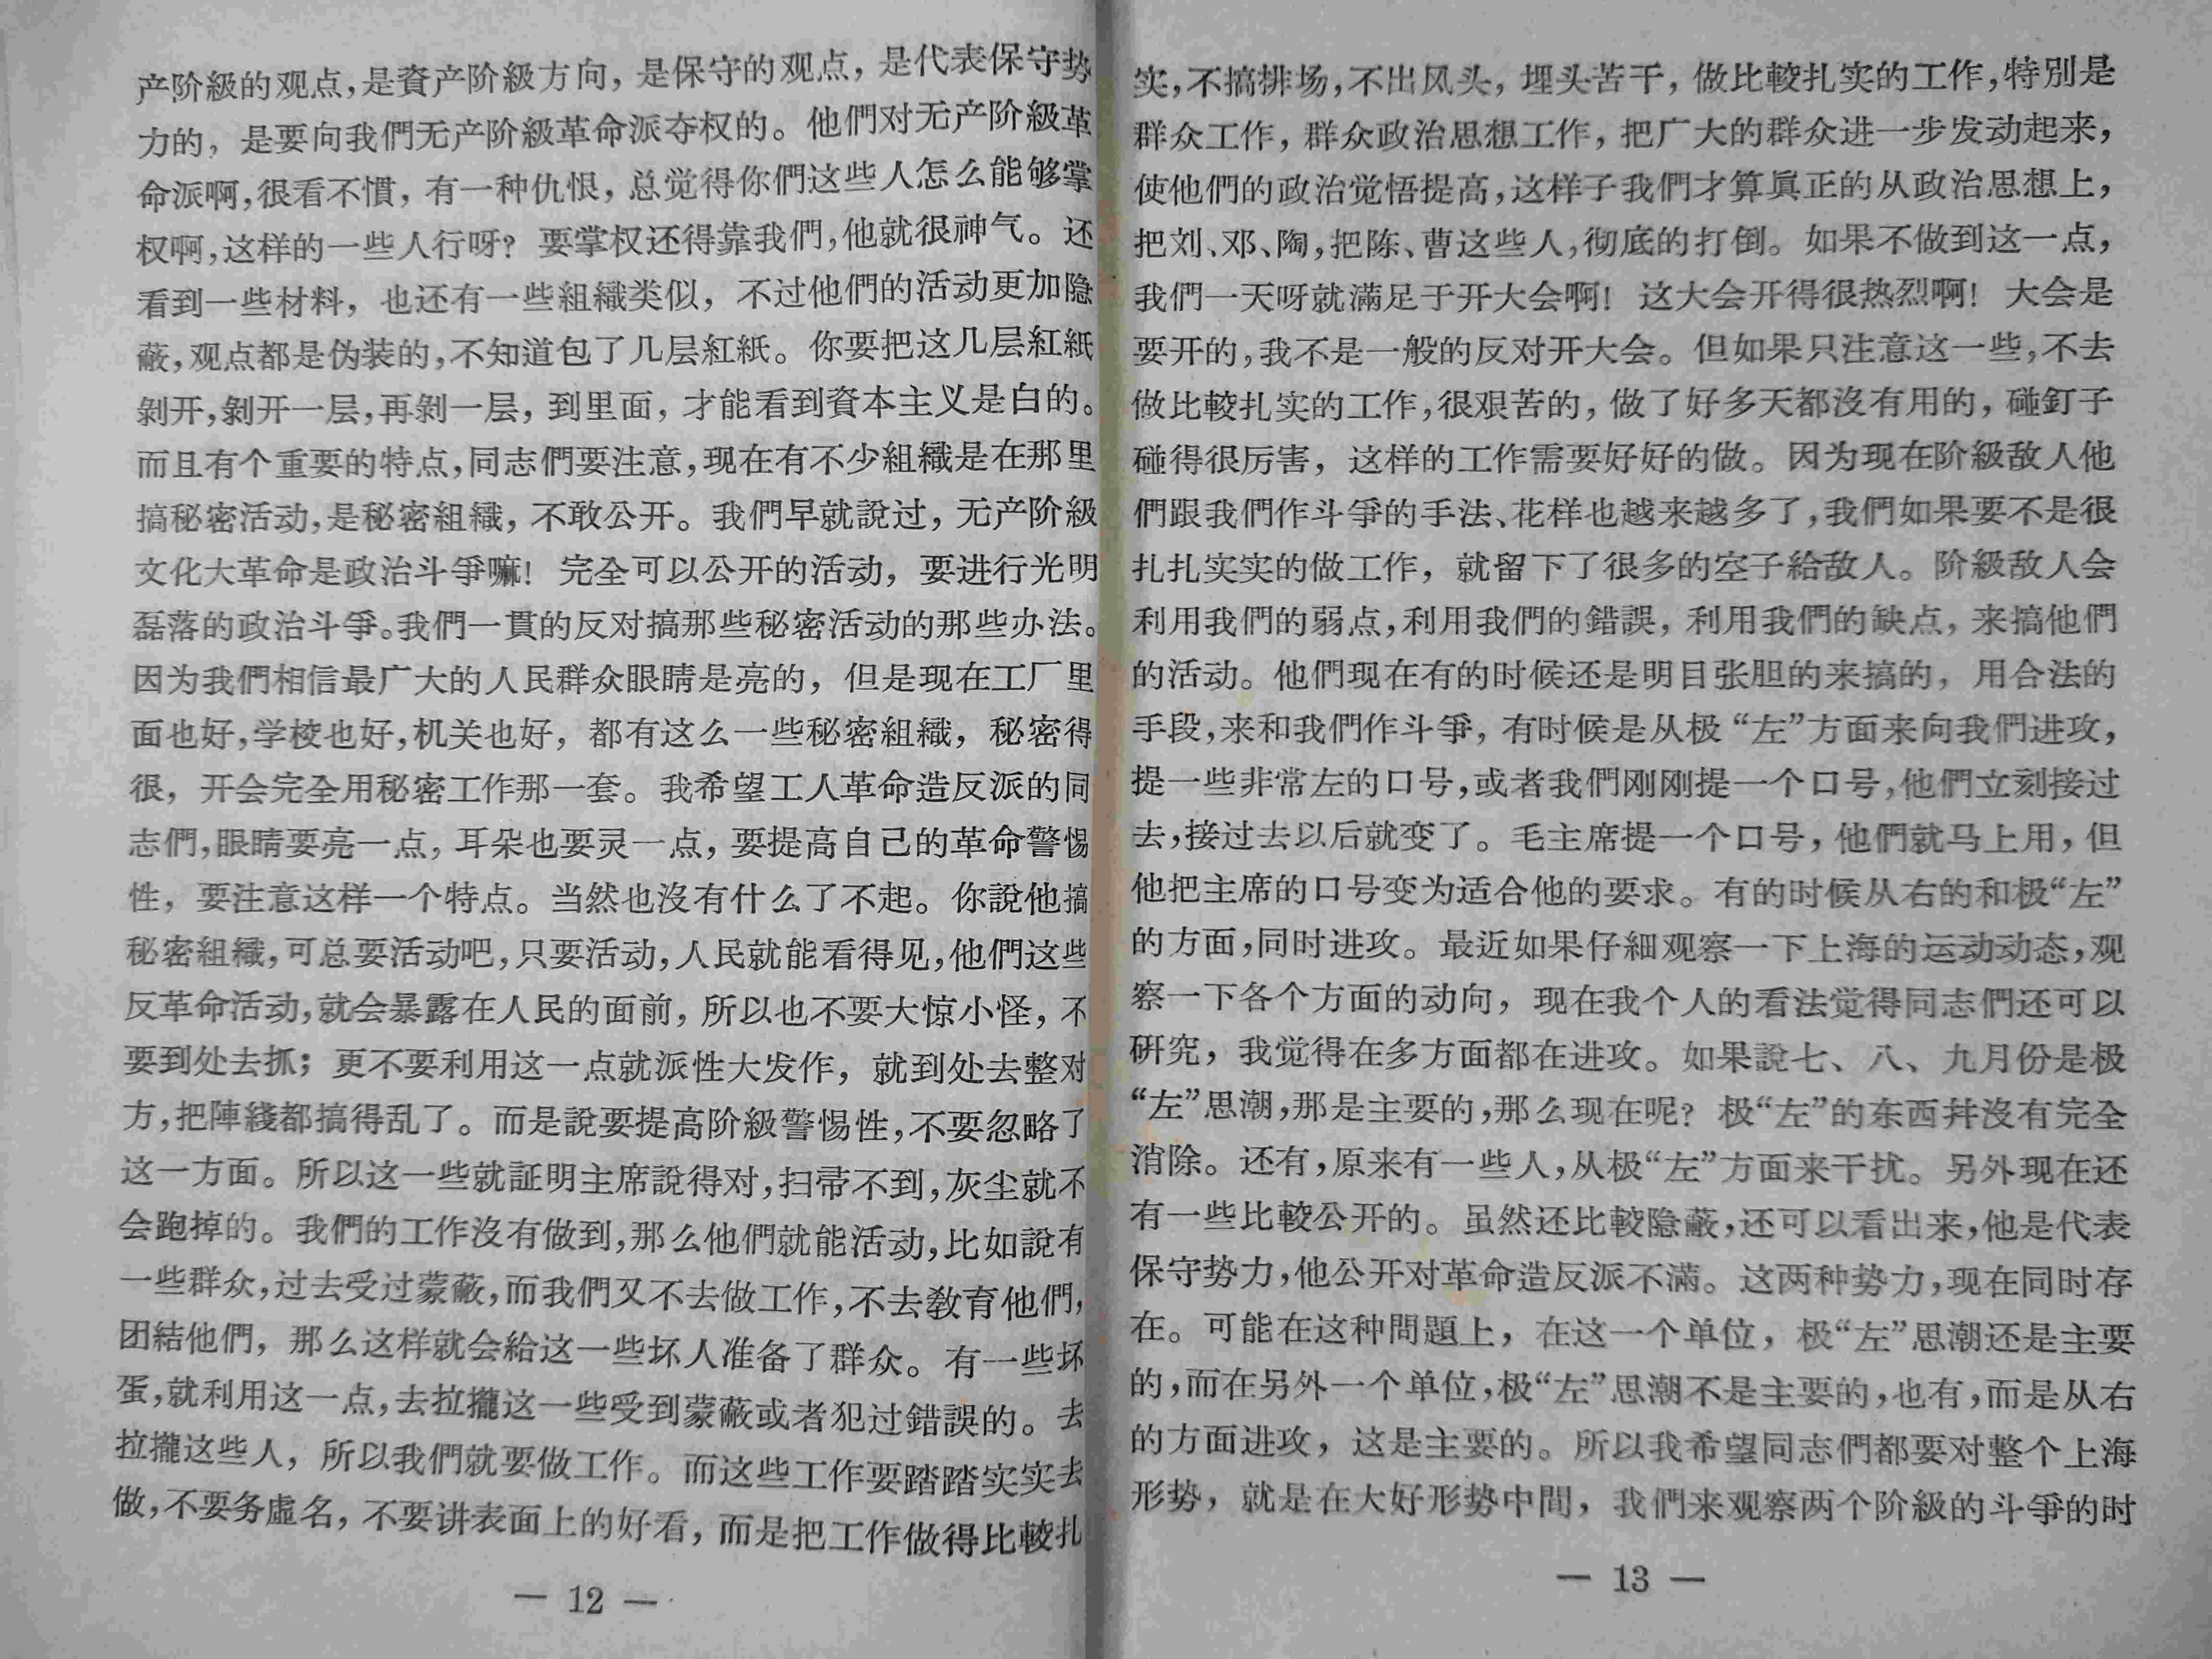 产阶級的观点,是資产阶級方向,是保守的观点,是代表保守势
力的,是要向我們无产阶級革命派夺权的。他們对无产阶級革
命派啊,很看不慣,有一种仇恨,总觉得你們这些人怎么能够掌
权啊,这样的一些人行呀?要掌权还得靠我們,他就很神气。还
看到一些材料,也还有一些組織类似,不过他們的活动更加隐
蔽,观点都是伪装的,不知道包了几层紅紙。你要把这几层紅紙
剝开,剝开一层,再剝一层,到里面,才能看到資本主义是白的。
而且有个重要的特点,同志們要注意,现在有不少組織是在那里
搞秘密活动,是秘密組織,不敢公开。我們早就說过,无产阶級
文化大革命是政治斗爭嘛!完全可以公开的活动,要进行光明
磊落的政治斗爭。我們一貫的反对搞那些秘密活动的那些办法。
因为我們相信最广大的人民群众眼睛是亮的,但是现在工厂里
面也好,学校也好,机关也好,都有这么一些秘密組織,秘密得
很,开会完全用秘密工作那一套。我希望工人革命造反派的同
志們,眼睛要亮一点,耳朵也要灵一点,要提高自己的革命警惕
性,要注意这样一个特点。当然也沒有什么了不起。你說他搞
秘密組織,可总要活动吧,只要活动,人民就能看得见,他們这些
反革命活动,就会暴露在人民的面前,所以也不要大惊小怪,不
要到处去抓;更不要利用这一点就派性大发作,就到处去整对
方,把陣綫都搞得乱了。而是說要提高阶級警惕性,不要忽略了
这一方面。所以这一些就証明主席說得对,扫帚不到,灰尘就不
会跑掉的。我們的工作沒有做到,那么他們就能活动,比如說有
一些群众,过去受过蒙蔽,而我們又不去做工作,不去敎育他們,
团結他們,那么这样就会給这一些坏人准备了群众。有一些坏
蛋,就利用这一点,去拉攏这一些受到蒙蔽或者犯过錯誤的。去
拉攏这些人,所以我們就要做工作。而这些工作要踏踏实实去
做,不要务虛名,不要讲表面上的好看,而是把工作做得比較扎
— 12 —
实,不搞排场,不出风头,埋头苦干,做比較扎实的工作,特別是
群众工作,群众政治思想工作,把广大的群众进一步发动起来,
使他們的政治觉悟提高,这样子我們才算眞正的从政治思想上,
把刘、邓、陶,把陈、曹这些人,彻底的打倒。如果不做到这一点,
我們一天呀就滿足于开大会啊!这大会开得很热烈啊!大会是
要开的,我不是一般的反对开大会。但如果只注意这一些,不去
做比較扎实的工作,很艰苦的,做了好多天都沒有用的,碰釘子
碰得很厉害,这样的工作需要好好的做。因为现在阶級敌人他
們跟我們作斗爭的手法、花样也越来越多了,我們如果要不是很
扎扎实实的做工作,就留下了很多的空子給敌人。阶級敌人会
利用我們的弱点,利用我們的錯誤,利用我們的缺点,来搞他們
的活动。他們现在有的时候还是明目张胆的来搞的,用合法的
手段,来和我們作斗爭,有时候是从极“左”方面来向我們进攻,
提一些非常左的口号,或者我們刚刚提一个口号,他們立刻接过
去,接过去以后就变了。毛主席提一个口号,他們就马上用,但
他把主席的口号变为适合他的要求。有的时候从右的和极“左”
的方面,同时进攻。最近如果仔細观察一下上海的运动动态,观
察一下各个方面的动向,现在我个人的看法觉得同志們还可以
研究,我觉得在多方面都在进攻。如果說七、八、九月份是极
“左”思潮,那是主要的,那么现在呢?极“左”的东西幷沒有完全
消除。还有,原来有一些人,从极“左”方面来干扰。另外现在还
有一些比較公开的。虽然还比較隐蔽,还可以看出来,他是代表
保守势力,他公开对革命造反派不滿。这两种势力,现在同时存
在。可能在这种問題上,在这一个单位,极“左”思潮还是主要
的,而在另外一个单位,极“左”思潮不是主要的,也有,而是从右
的方面进攻,这是主要的。所以我希望同志們都要对整个上海
形势,就是在大好形势中間,我們来观察两个阶級的斗爭的时
— 13 —